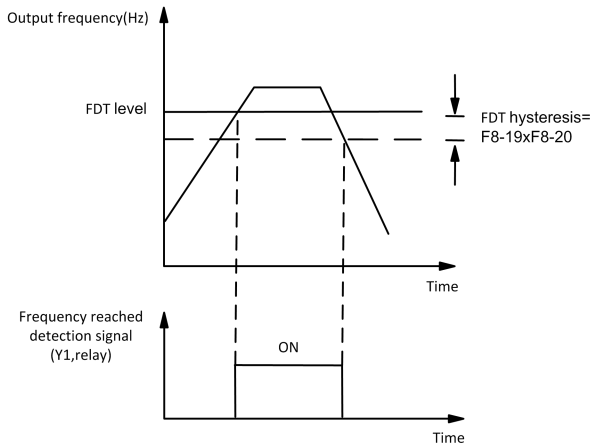 Output frequency(Hz)
FDT level
FDT hysteresis=
F8-19xF8-20
Time
Frequency reached
detection signal
(Y1,relay)
ON
Time